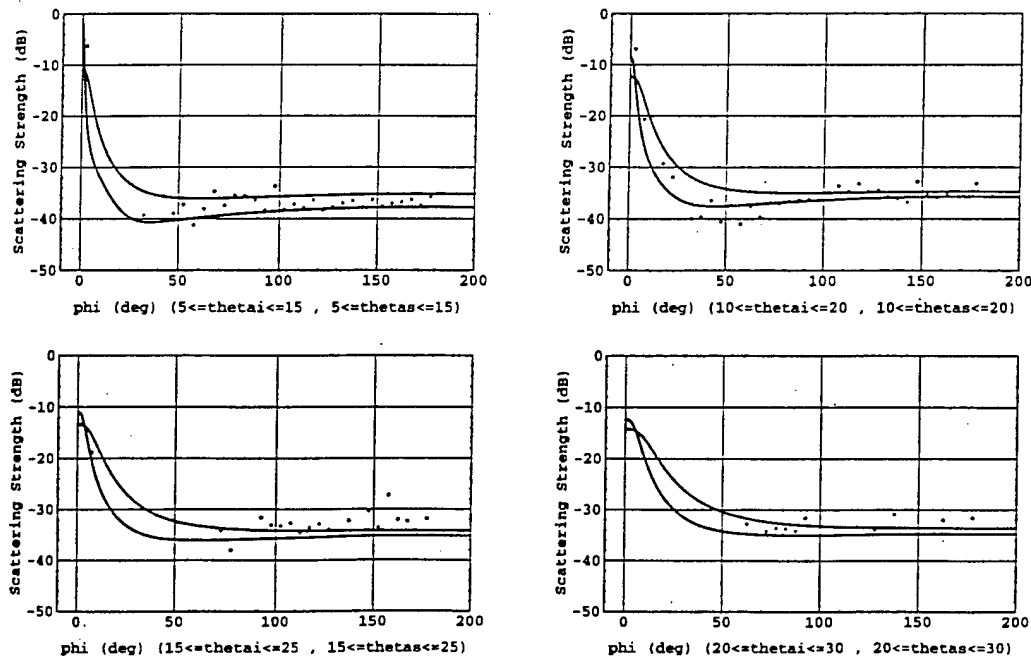 0
-10
-20
-30
-40
-50
Scattering Strength (dB)
0 50 100 150 200
phi (deg) (5<=thetai<=15 , 5<=thetas<=15)
0
-10
-20
-30
-40
-50
Scattering Strength (dB)
0 50 100 150 200
phi (deg) (10<=thetai<=20 , 10<=thetas<=20)
0
-10
-20
-30
-40
-50
Scattering Strength (dB)
0 50 100 150 200
phi (deg) (15<=thetai<=25 , 15<=thetas<=25)
0
-10
-20
-30
-40
-50
Scattering Strength (dB)
0 50 100 150 200
phi (deg) (20<=thetai<=30 , 20<=thetas<=30)